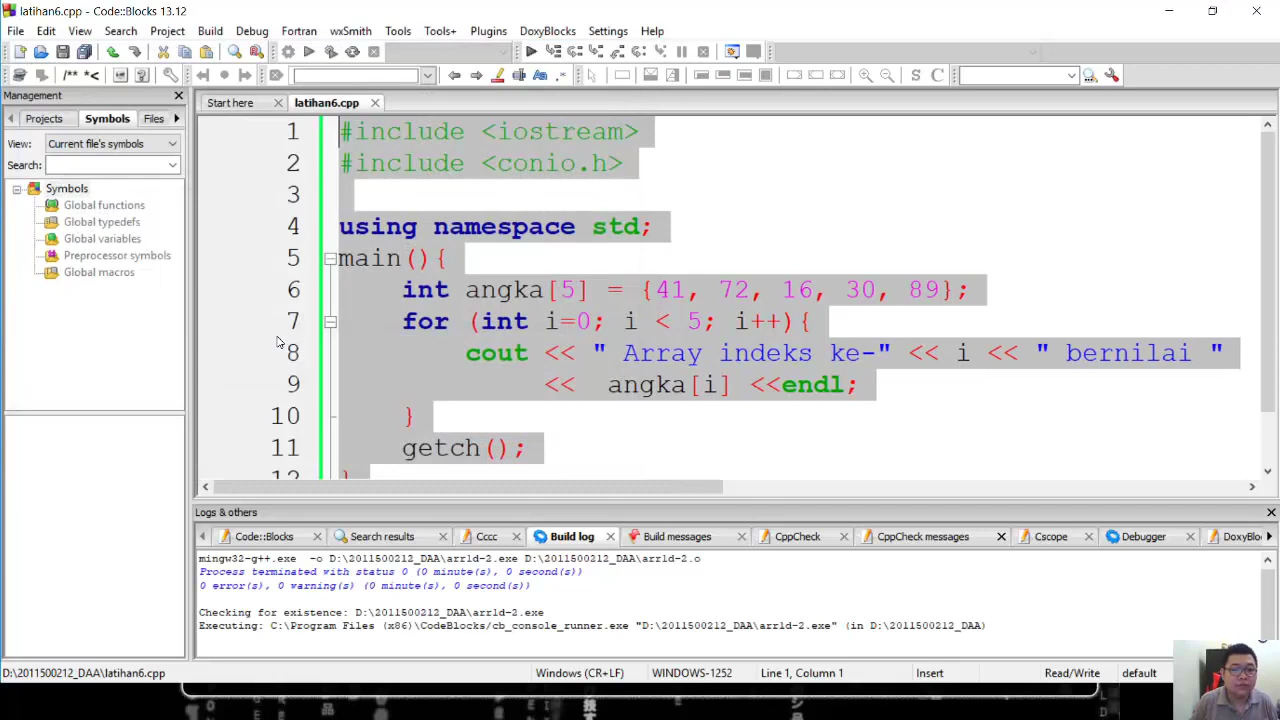 latihan6.cpp - Code::Blocks 13.12
File Edit View Search Project Build Debug Fortran wxSmith Tools Tools+ Plugins DoxyBlocks Settings Help
/** *<
S C
Management
Start here latihan6.cpp
Projects Symbols Files
View: Current file's symbols
Search:
Symbols
Global functions
Global typedefs
Global variables
Preprocessor symbols
Global macros
1 #include <iostream>
2 #include <conio.h>
3
4 using namespace std;
5 main(){
6 int angka[5] = {41, 72, 16, 30, 89};
7 for (int i=0; i < 5; i++){
8 cout << " Array indeks ke-" << i << " bernilai "
9 << angka[i] <<endl;
10 }
11 getch();
12 }
Logs & others
Code::Blocks Search results Cccc Build log Build messages CppCheck CppCheck messages Cscope Debugger DoxyBlo
mingw32-g++.exe -o D:\2011500212_DAA\arrld-2.exe D:\2011500212_DAA\arrld-2.o
Process terminated with status 0 (0 minute(s), 0 second(s))
0 error(s), 0 warning(s) (0 minute(s), 0 second(s))
Checking for existence: D:\2011500212_DAA\arrld-2.exe
Executing: C:\Program Files (x86)\CodeBlocks/cb_console_runner.exe "D:\2011500212_DAA\arrld-2.exe" (in D:\2011500212_DAA)
D:\2011500212_DAA\latihan6.cpp Windows (CR+LF) WINDOWS-1252 Line 1, Column 1 Insert Read/Write default